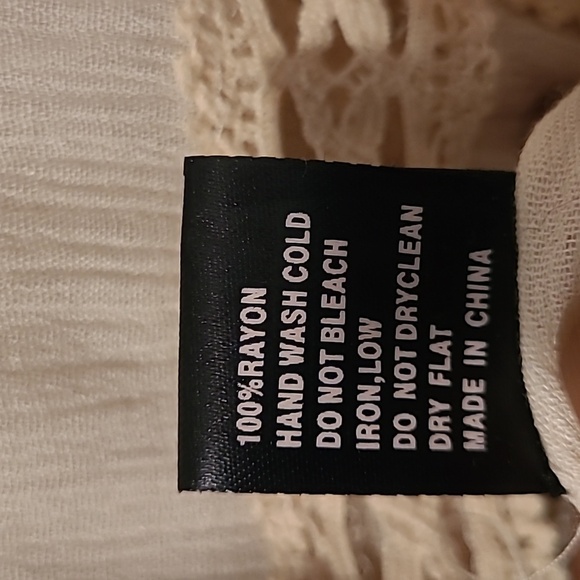 100%RAYON
HAND WASH COLD
DO NOT BLEACH
IRON,LOW
DO NOT DRYCLEAN
DRY FLAT
MADE IN CHINA